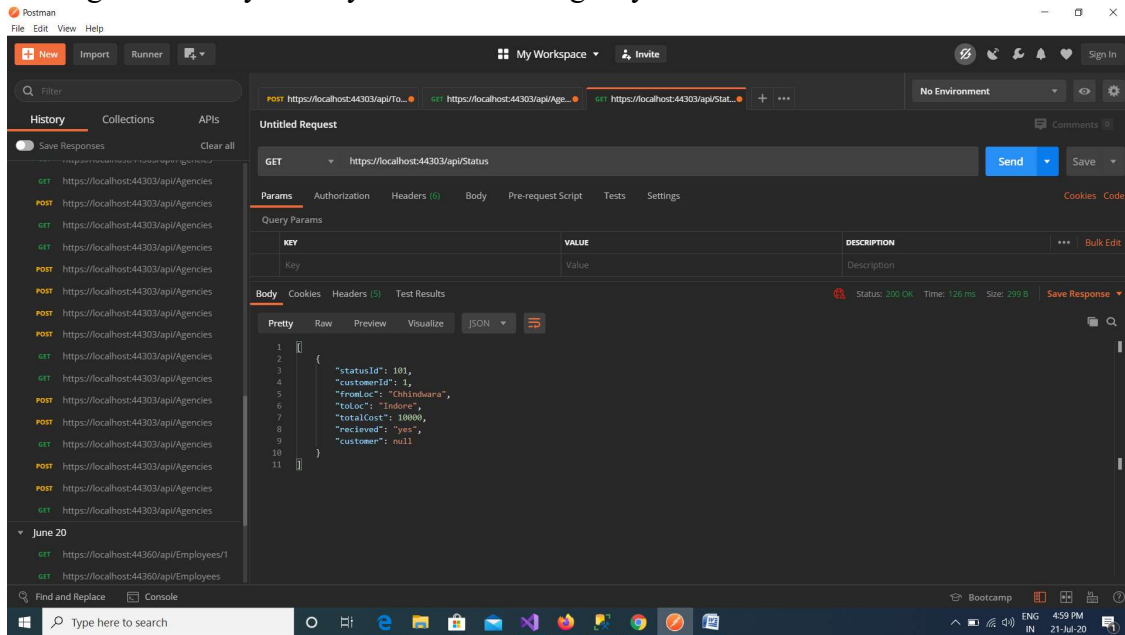 Postman
File Edit View Help
New Import Runner My Workspace Invite Sign In
Filter
History Collections APIs
Save Responses Clear all
GET https://localhost:44303/api/Agencies
POST https://localhost:44303/api/Agencies
GET https://localhost:44303/api/Agencies
GET https://localhost:44303/api/Agencies
POST https://localhost:44303/api/Agencies
POST https://localhost:44303/api/Agencies
POST https://localhost:44303/api/Agencies
POST https://localhost:44303/api/Agencies
GET https://localhost:44303/api/Agencies
GET https://localhost:44303/api/Agencies
POST https://localhost:44303/api/Agencies
POST https://localhost:44303/api/Agencies
GET https://localhost:44303/api/Agencies
POST https://localhost:44303/api/Agencies
POST https://localhost:44303/api/Agencies
GET https://localhost:44303/api/Agencies
June 20
GET https://localhost:44360/api/Employees/1
GET https://localhost:44360/api/Employees
POST https://localhost:44303/api/To... GET https://localhost:44303/api/Age... GET https://localhost:44303/api/Stat... + ... No Environment
Untitled Request Comments 0
GET https://localhost:44303/api/Status Send Save
Params Authorization Headers (6) Body Pre-request Script Tests Settings Cookies Code
Query Params
KEY VALUE DESCRIPTION ... Bulk Edit
Key Value Description
Body Cookies Headers (5) Test Results Status: 200 OK Time: 126 ms Size: 299 B Save Response
Pretty Raw Preview Visualize JSON
1 [
2 {
3 "statusId": 101,
4 "customerId": 1,
5 "fromLoc": "Chhindwara",
6 "toLoc": "Indore",
7 "totalCost": 10000,
8 "recieved": "yes",
9 "customer": null
10 }
11 ]
Find and Replace Console Bootcamp
Type here to search ENG 4:59 PM
IN 21-Jul-20